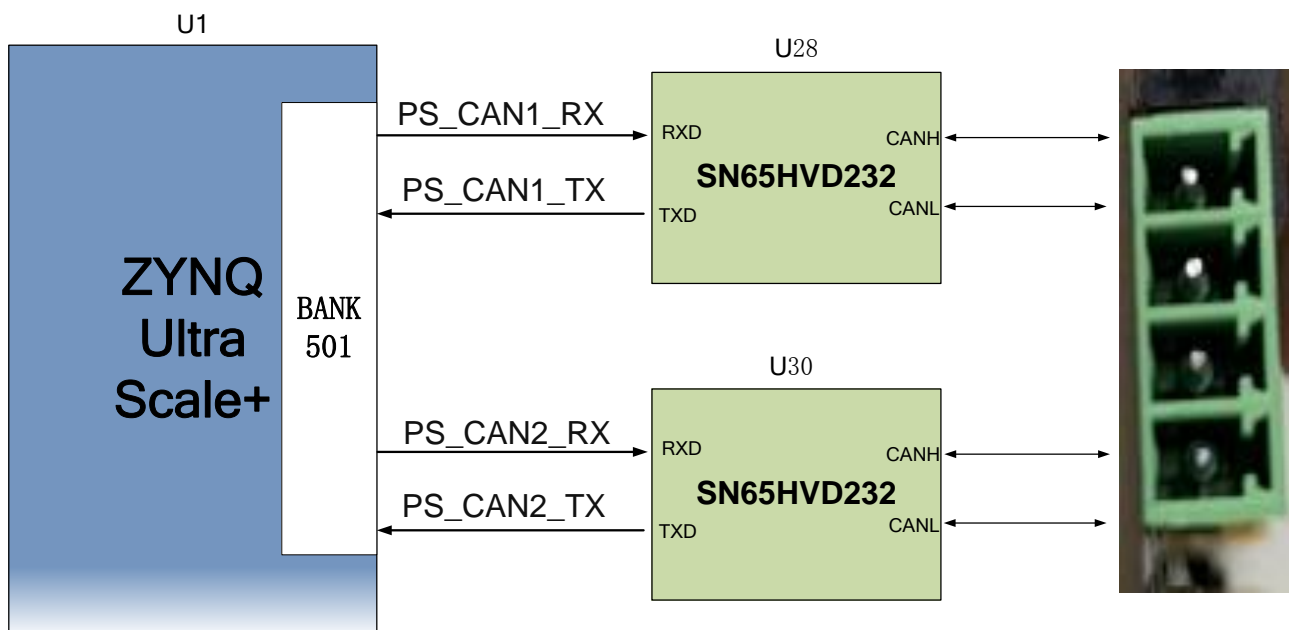 U1
U28
PS_CAN1_RX
RXD
CANH
SN65HVD232
PS_CAN1_TX
TXD
CANL
ZYNQ
Ultra
Scale+
BANK
501
U30
PS_CAN2_RX
RXD
CANH
SN65HVD232
PS_CAN2_TX
TXD
CANL